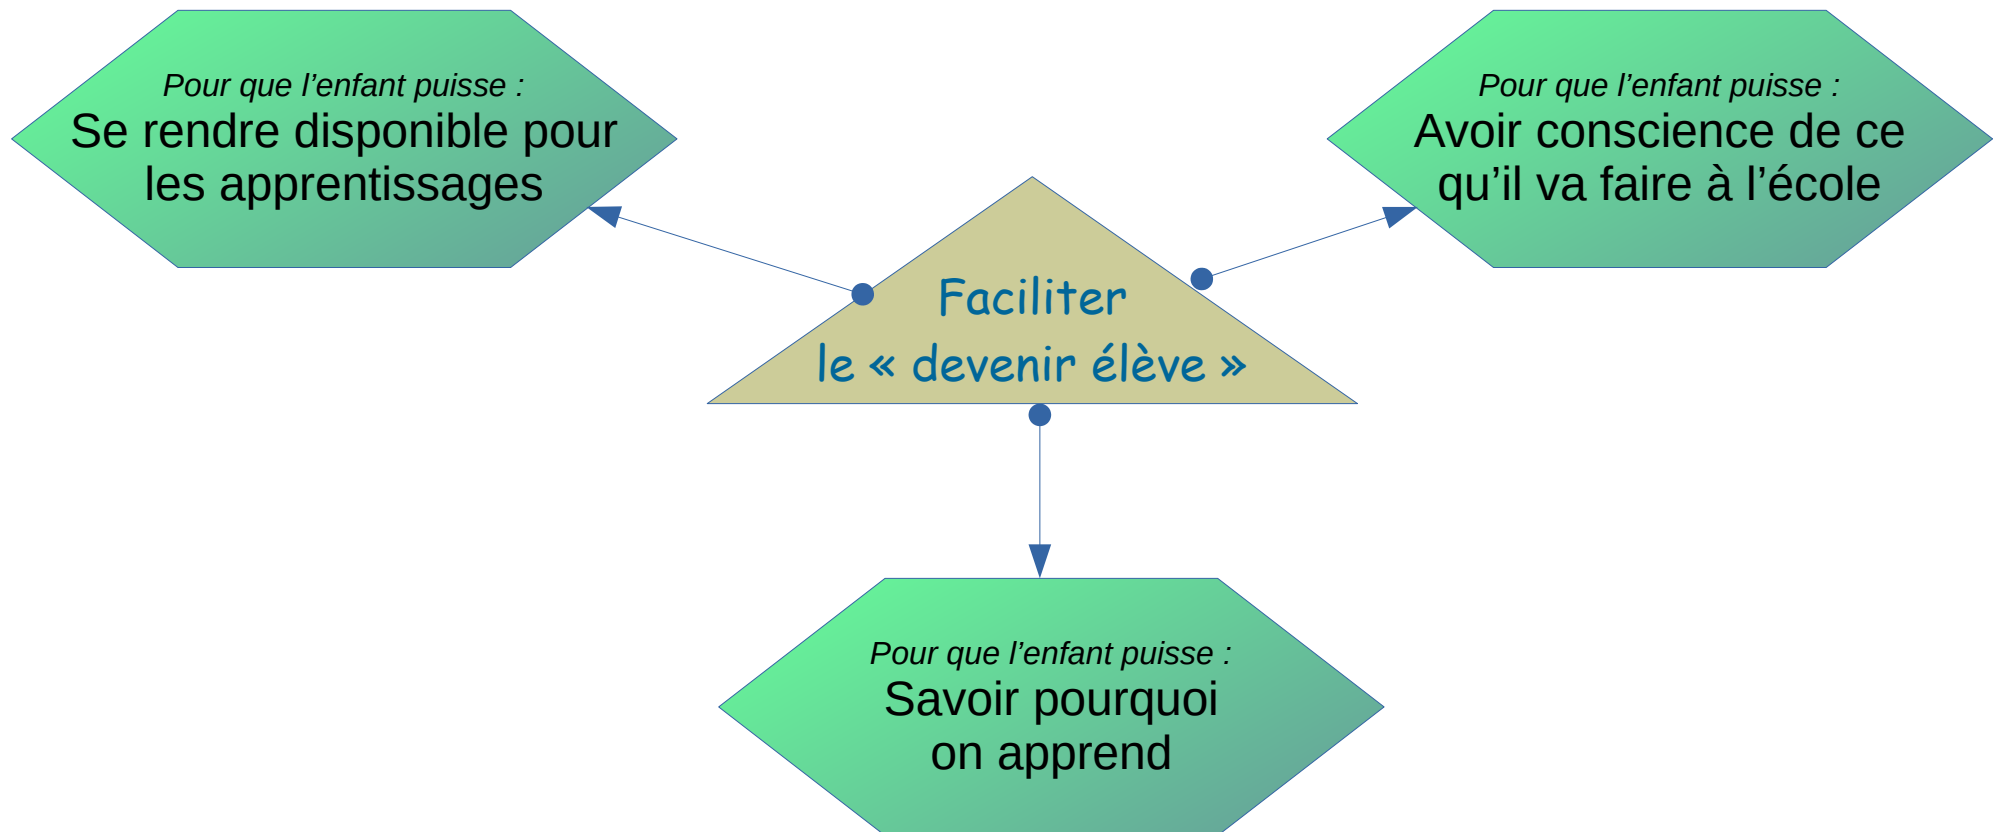 Pour que l’enfant puisse :
Se rendre disponible pour
les apprentissages
Pour que l’enfant puisse :
Avoir conscience de ce
qu’il va faire à l’école
Faciliter
le « devenir élève »
Pour que l’enfant puisse :
Savoir pourquoi
on apprend